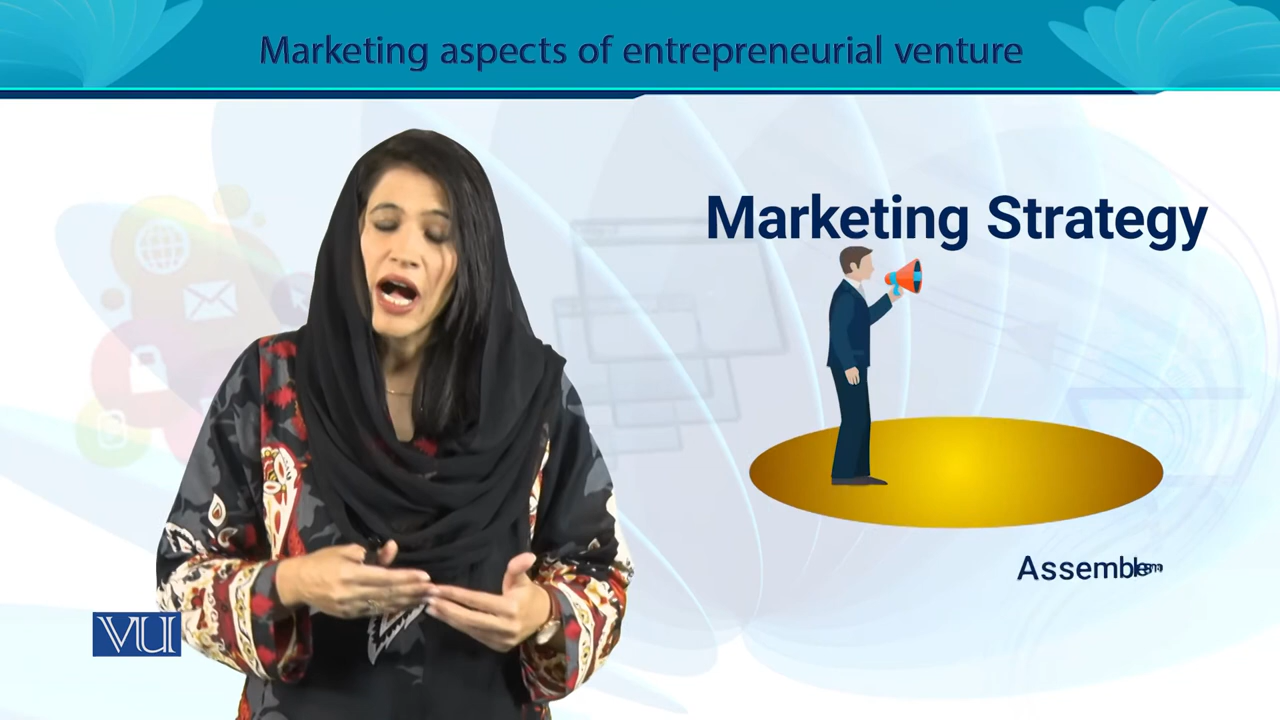 Marketing aspects of entrepreneurial venture
Marketing Strategy
VU